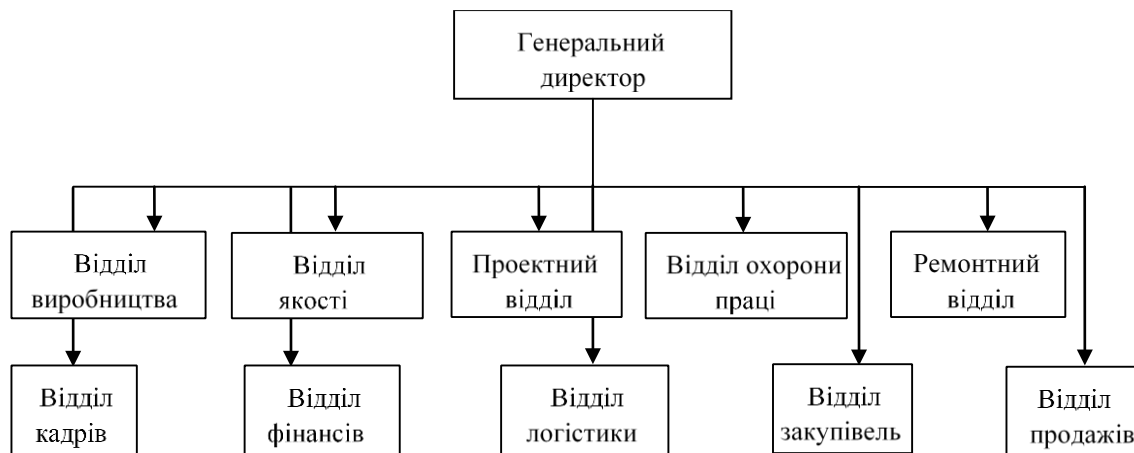 Генеральний
директор
Відділ
виробництва
Відділ
якості
Проектний
відділ
Відділ охорони
праці
Ремонтний
відділ
Відділ
кадрів
Відділ
фінансів
Відділ
логістики
Відділ
закупівель
Відділ
продажів